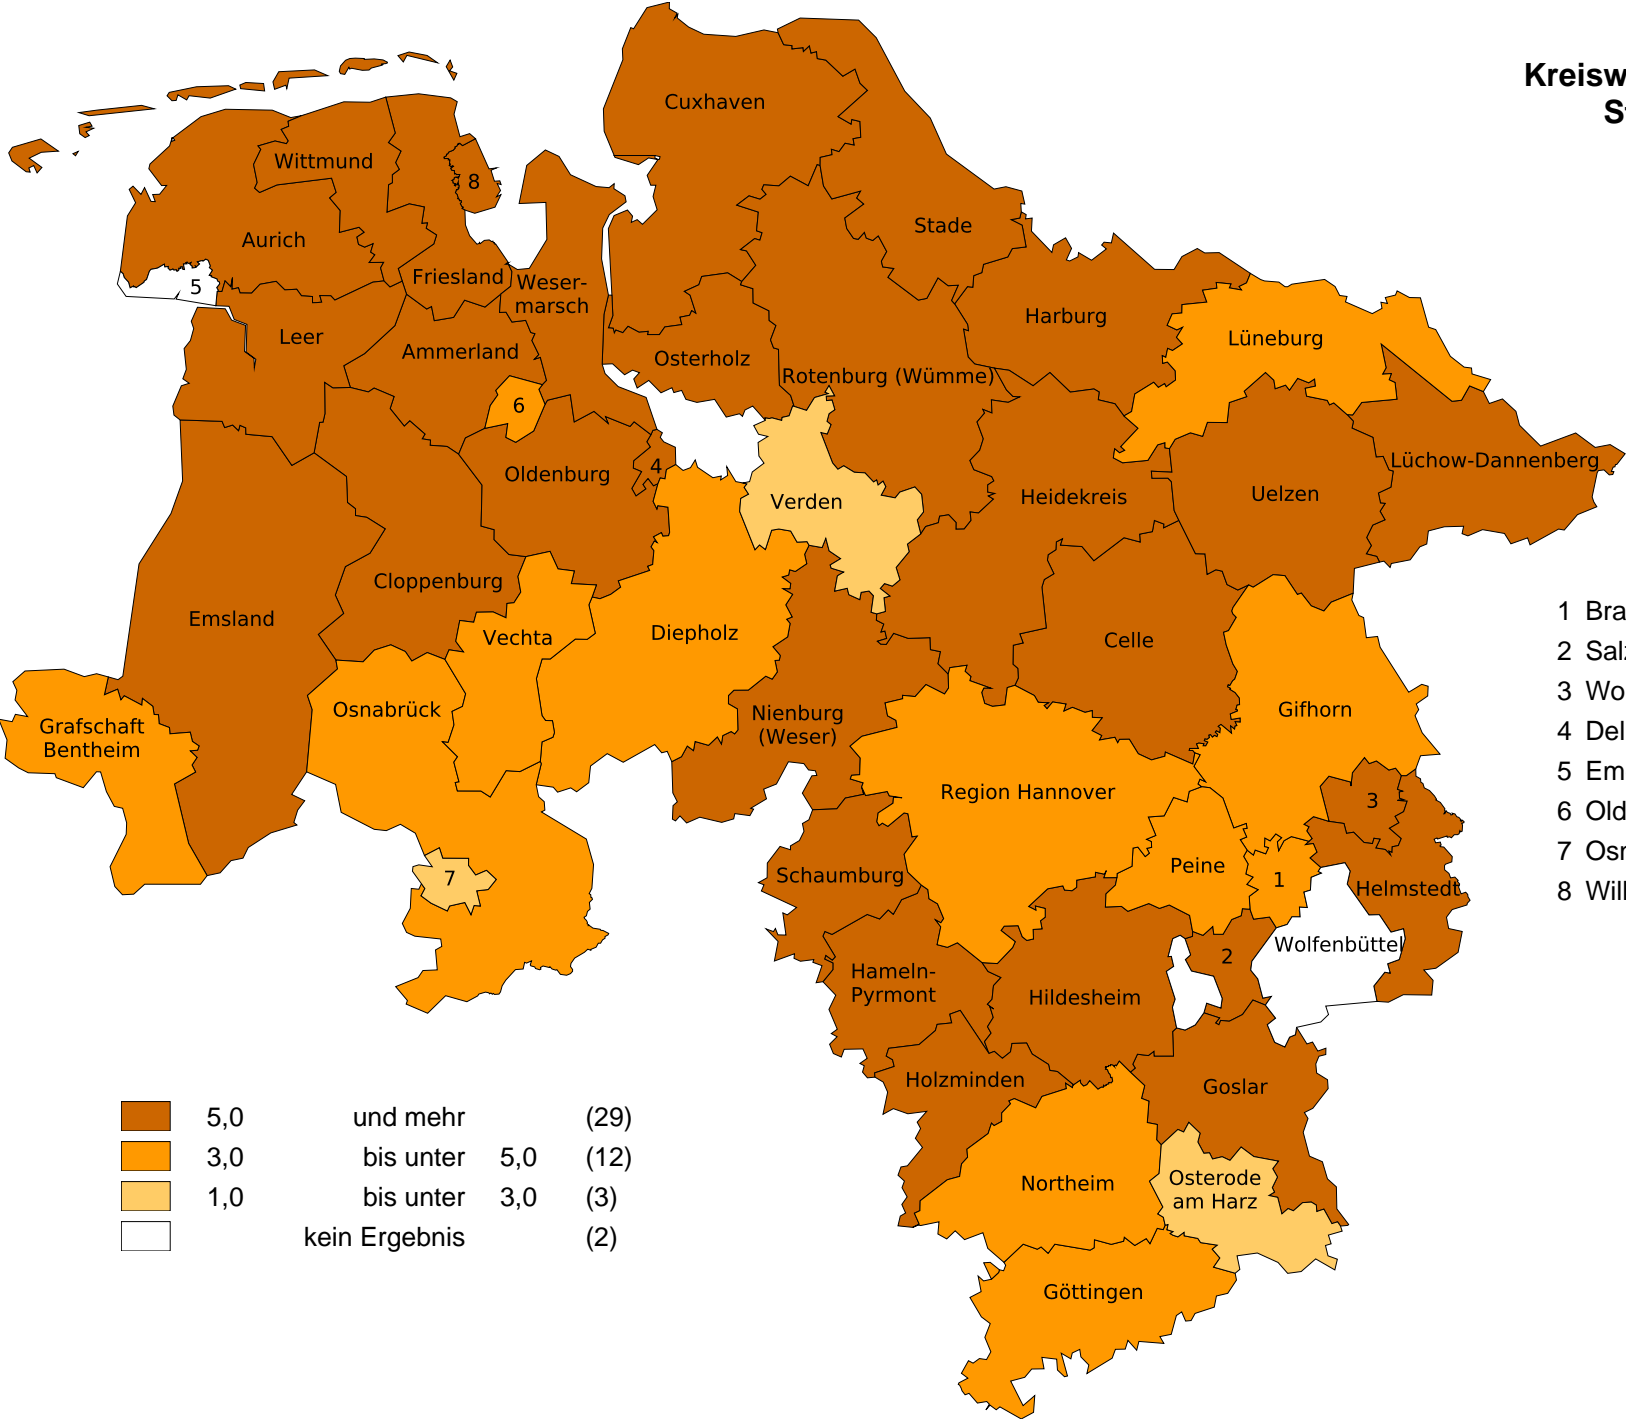 Kreisw
St
Cuxhaven
Wittmund
8
Stade
Aurich
Friesland
Weser-
marsch
5
Harburg
Leer
Lüneburg
Ammerland
Osterholz
Rotenburg (Wümme)
6
4
Oldenburg
Lüchow-Dannenberg
Verden
Heidekreis
Uelzen
Cloppenburg
Emsland
Vechta
Diepholz
Celle
Osnabrück
Nienburg
(Weser)
Gifhorn
Grafschaft
Bentheim
Region Hannover
3
Peine
Schaumburg
7
1
Helmstedt
Wolfenbüttel
2
Hameln-
Pyrmont
Hildesheim
Holzminden
Goslar
Northeim
Osterode
am Harz
Göttingen
1 Bra
2 Salz
3 Wo
4 Del
5 Em
6 Old
7 Osn
8 Will
5,0 und mehr (29)
3,0 bis unter 5,0 (12)
1,0 bis unter 3,0 (3)
kein Ergebnis (2)